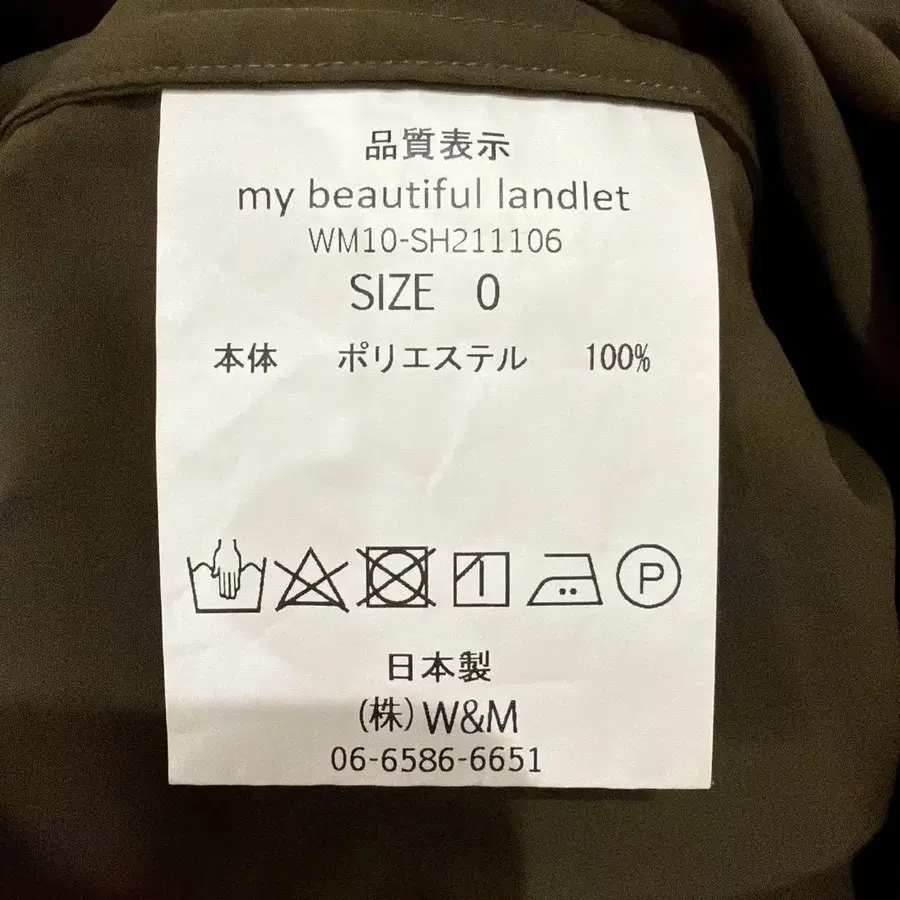 品質表示
my beautiful landlet
WM10-SH211106
SIZE 0
本体 ポリエステル 100%
P
日本製
(株)W&M
06-6586-6651